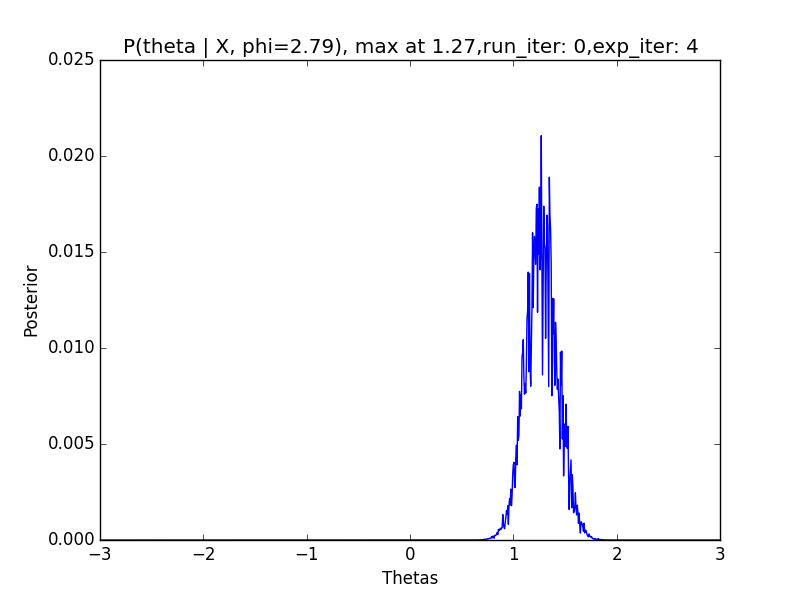 P(theta | X, phi=2.79), max at 1.27,run_iter: 0,exp_iter: 4
0.025
0.020
0.015
0.010
0.005
0.000
Posterior
−3 −2 −1 0 1 2 3
Thetas